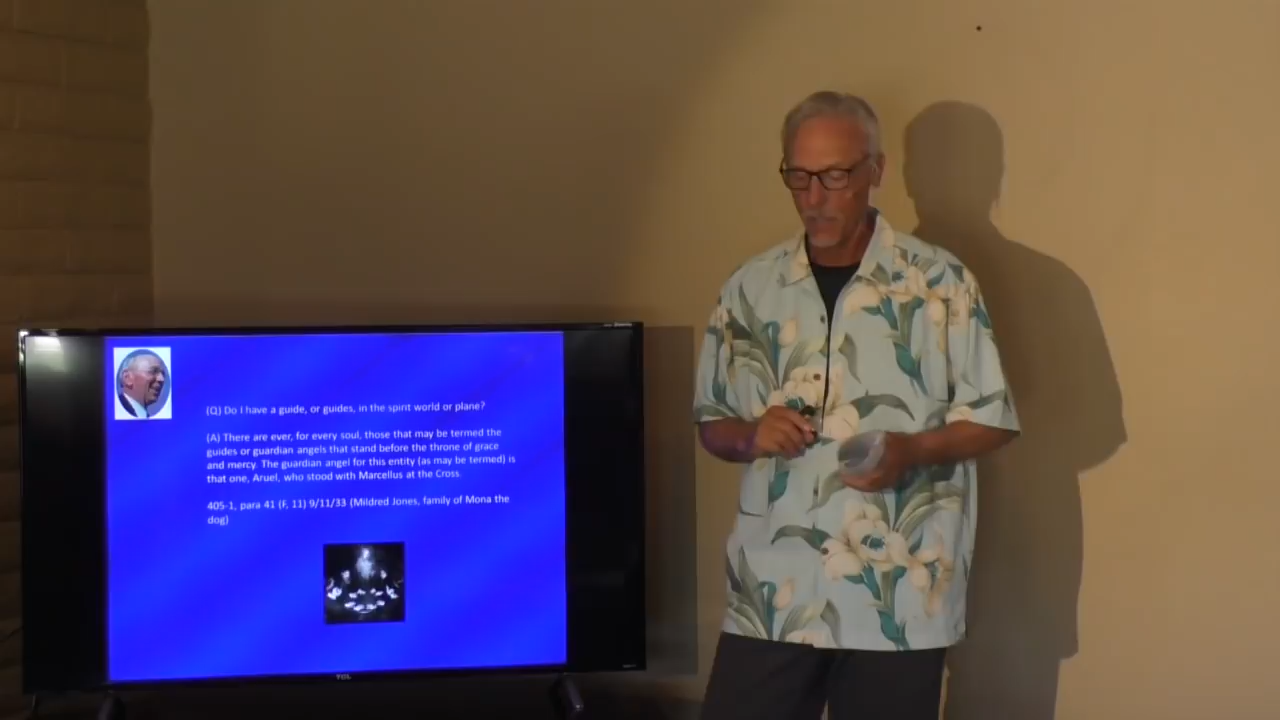 (Q) Do I have a guide, or guides, in the spirit world or plane?
(A) There are ever, for every soul, those that may be termed the
guides or guardian angels that stand before the throne of grace
and mercy. The guardian angel for this entity (as may be termed) is
that one, Aruel, who stood with Marcellus at the Cross.
405-1, para 41 (F, 11) 9/11/33 (Mildred Jones, family of Mona the
dog)
TCL